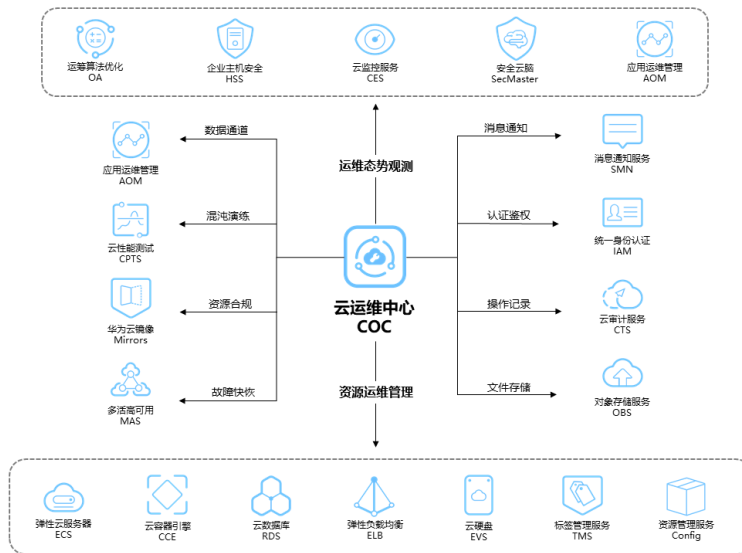 运筹算法优化
OA
企业主机安全
HSS
云监控服务
CES
安全云脑
SecMaster
应用运维管理
AOM
数据通道
应用运维管理
AOM
混沌演练
云性能测试
CPTS
资源合规
华为云镜像
Mirrors
故障快恢
多活高可用
MAS
运维态势观测
云运维中心
COC
资源运维管理
消息通知
消息通知服务
SMN
认证鉴权
统一身份认证
IAM
操作记录
云审计服务
CTS
文件存储
对象存储服务
OBS
弹性云服务器
ECS
云容器引擎
CCE
云数据库
RDS
弹性负载均衡
ELB
云硬盘
EVS
标签管理服务
TMS
资源管理服务
Config